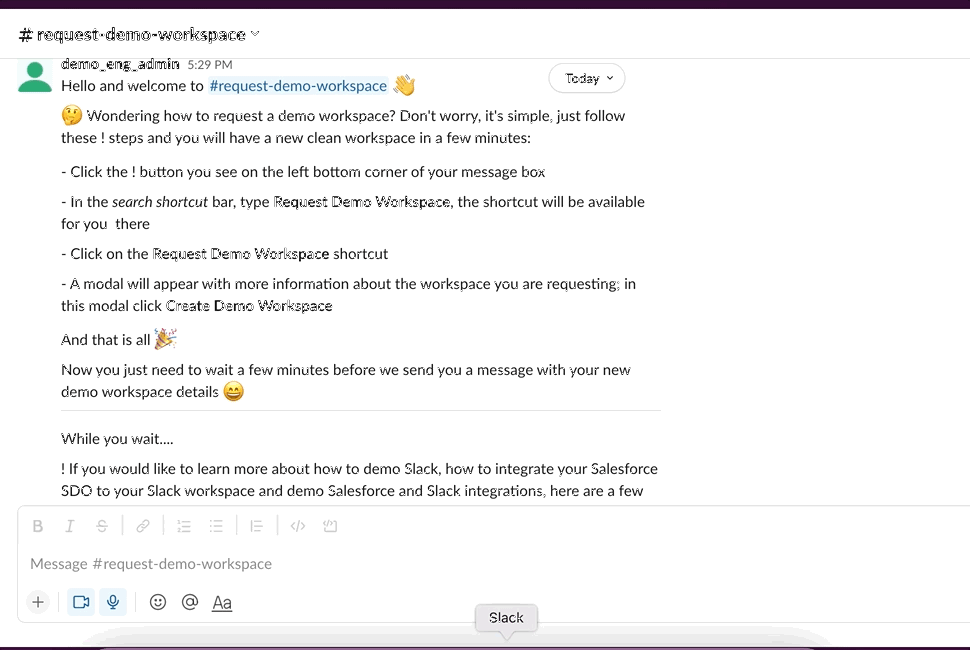 # request-demo-workspace
demo_eng_admin 5:29 PM
Today
Hello and welcome to #request-demo-workspace 👋
🤔 Wondering how to request a demo workspace? Don't worry, it's simple, just follow
these ! steps and you will have a new clean workspace in a few minutes:
- Click the ! button you see on the left bottom corner of your message box
- In the search shortcut bar, type Request Demo Workspace, the shortcut will be available
for you there
- Click on the Request Demo Workspace shortcut
- A modal will appear with more information about the workspace you are requesting; in
this modal click Create Demo Workspace
And that is all 🎉
Now you just need to wait a few minutes before we send you a message with your new
demo workspace details 😄
While you wait....
! If you would like to learn more about how to demo Slack, how to integrate your Salesforce
SDO to your Slack workspace and demo Salesforce and Slack integrations, here are a few
B I S
Message #request-demo-workspace
Aa
Slack